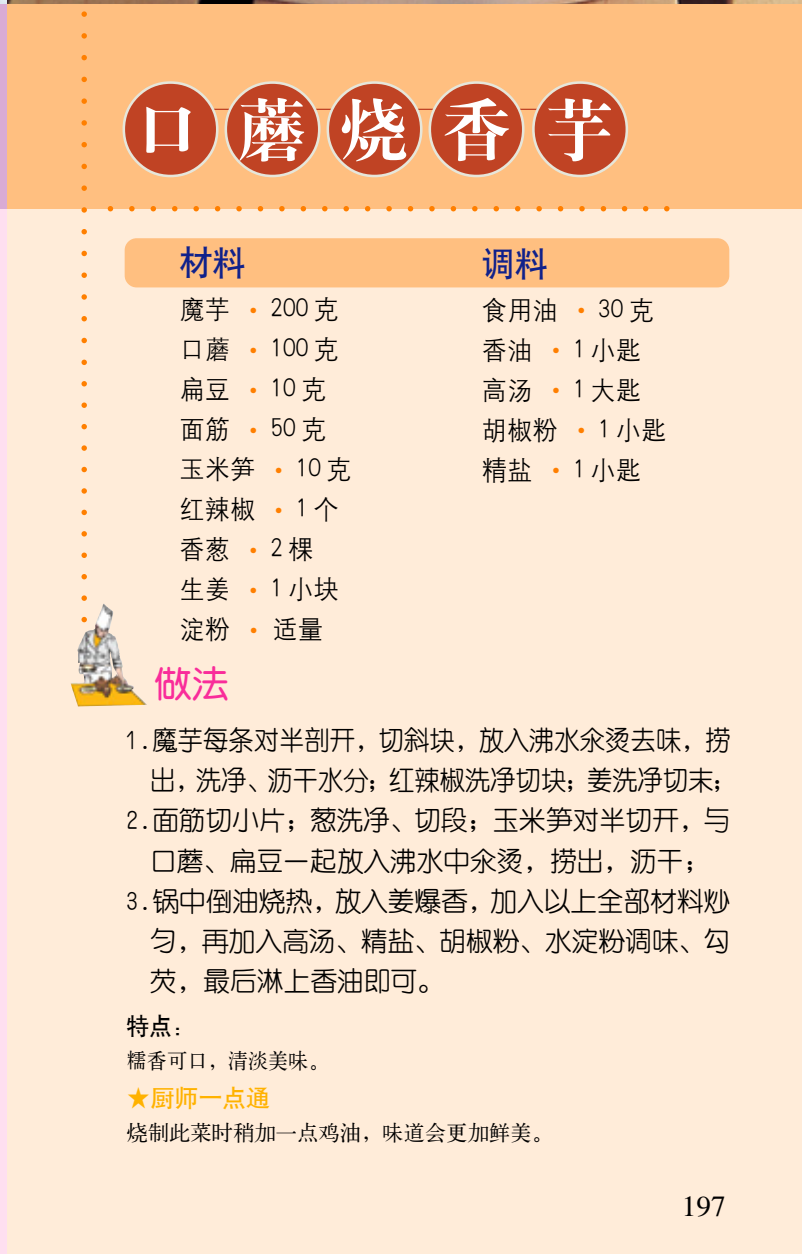 口蘑烧香芋
材料
魔芋 • 200 克
口蘑 • 100 克
扁豆 • 10 克
面筋 • 50 克
玉米笋 • 10 克
红辣椒 • 1 个
香葱 • 2 棵
生姜 • 1 小块
淀粉 • 适量
调料
食用油 • 30 克
香油 • 1 小匙
高汤 • 1 大匙
胡椒粉 • 1 小匙
精盐 • 1 小匙
做法
1.魔芋每条对半剖开，切斜块，放入沸水汆烫去味，捞
出，洗净、沥干水分；红辣椒洗净切块；姜洗净切末；
2.面筋切小片；葱洗净、切段；玉米笋对半切开，与
口蘑、扁豆一起放入沸水中汆烫，捞出，沥干；
3.锅中倒油烧热，放入姜爆香，加入以上全部材料炒
匀，再加入高汤、精盐、胡椒粉、水淀粉调味、勾
芡，最后淋上香油即可。
特点：
糯香可口，清淡美味。
★厨师一点通
烧制此菜时稍加一点鸡油，味道会更加鲜美。
197